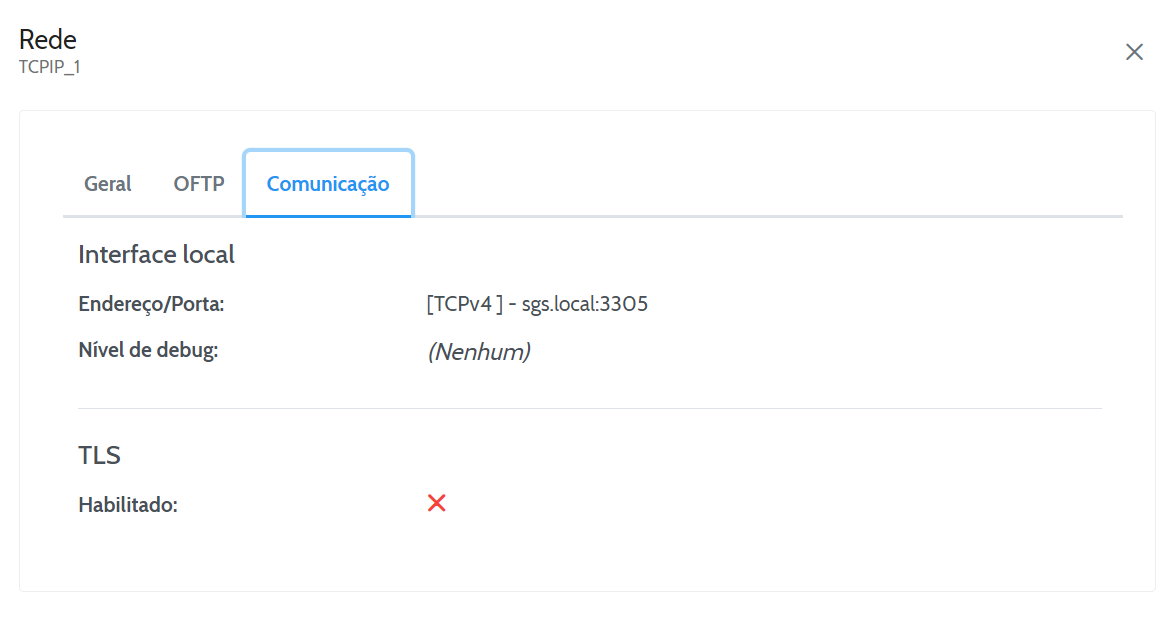 Rede
TCPIP_1
Geral OFTP Comunicação
Interface local
Endereço/Porta: [TCPv4 ] - sgs.local:3305
Nível de debug: (Nenhum)
TLS
Habilitado: